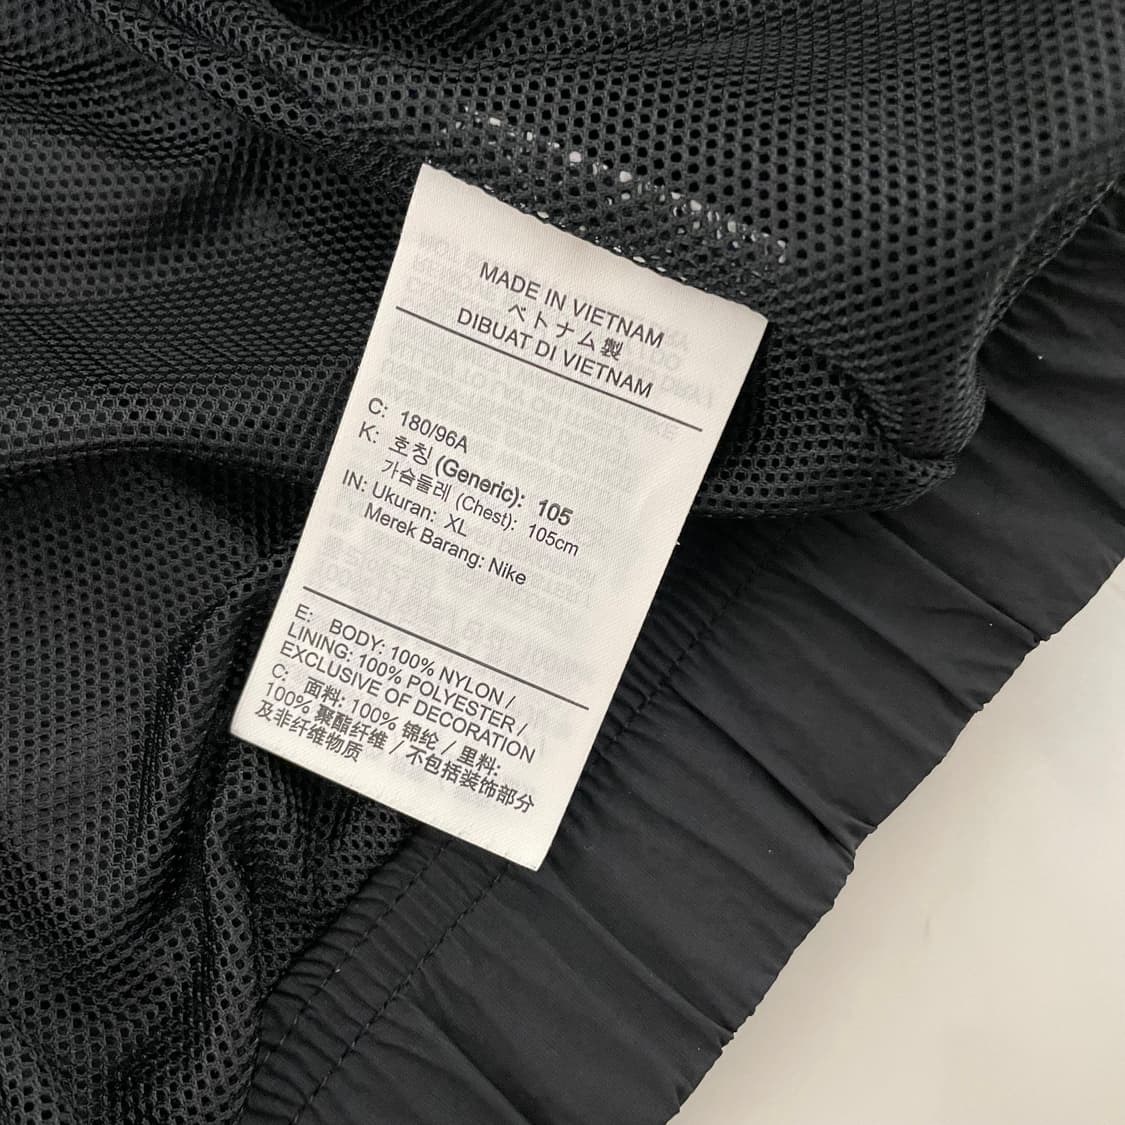 MADE IN VIETNAM
ベトナム製
DIBUAT DI VIETNAM
C: 180/96A
K: 호칭 (Generic): 105
가슴둘레 (Chest): 105cm
IN: Ukuran: XL
Merek Barang: Nike
E: BODY: 100% NYLON /
LINING: 100% POLYESTER /
EXCLUSIVE OF DECORATION
C: 面料: 100% 锦纶 / 里料:
100% 聚酯纤维 / 不包括装饰部分
及非纤维物质